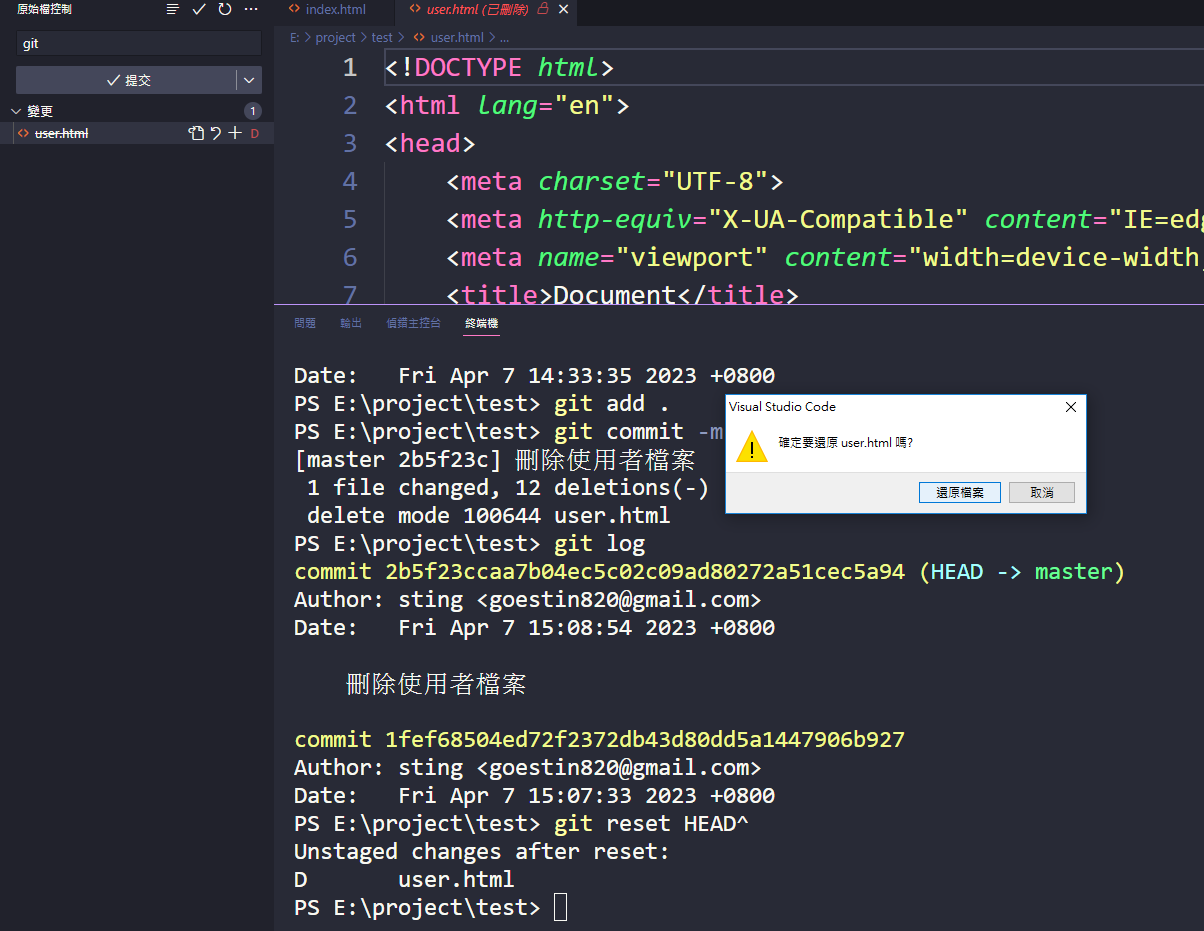 原始檔控制
git
提交
變更
1
user.html
D
index.html
user.html (已刪除)
E: > project > test > user.html > ...
1 <!DOCTYPE html>
2 <html lang="en">
3 <head>
4 <meta charset="UTF-8">
5 <meta http-equiv="X-UA-Compatible" content="IE=edg
6 <meta name="viewport" content="width=device-width,
7 <title>Document</title>
問題 輸出 偵錯主控台 終端機
Date:   Fri Apr 7 14:33:35 2023 +0800
PS E:\project\test> git add .
PS E:\project\test> git commit -m
[master 2b5f23c] 刪除使用者檔案
1 file changed, 12 deletions(-)
delete mode 100644 user.html
PS E:\project\test> git log
commit 2b5f23ccaa7b04ec5c02c09ad80272a51cec5a94 (HEAD -> master)
Author: sting <goestin820@gmail.com>
Date:   Fri Apr 7 15:08:54 2023 +0800
刪除使用者檔案
commit 1fef68504ed72f2372db43d80dd5a1447906b927
Author: sting <goestin820@gmail.com>
Date:   Fri Apr 7 15:07:33 2023 +0800
PS E:\project\test> git reset HEAD^
Unstaged changes after reset:
D       user.html
PS E:\project\test>
Visual Studio Code
確定要還原 user.html 嗎?
還原檔案 取消